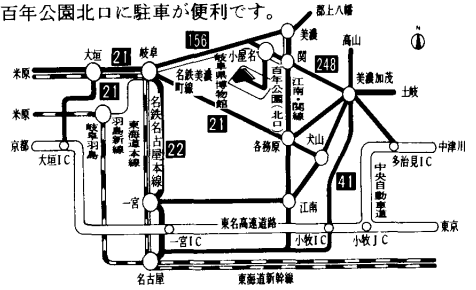 百年公園北口に駐車が便利です。
郡上八幡
156
美濃
高山
小屋名
関
248
21
岐阜
大垣
米原
名鉄美濃町線
岐阜県博物館
百年公園(北口)
江南・関線
美濃加茂
土岐
21
米原
岐阜羽島
羽島新線
東海道本線
名鉄名古屋本線
21
22
各務原
犬山
41
中津川
京都
大垣IC
多治見IC
中央自動車道
一宮
江南
東名高速道路
一宮IC
小牧IC
小牧JC
東京
名古屋
東海道新幹線